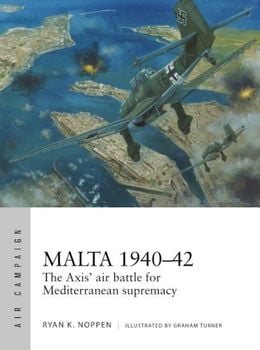 AIR CAMPAIGN
MALTA 1940–42
The Axis' air battle for
Mediterranean supremacy
RYAN K. NOPPEN | ILLUSTRATED BY GRAHAM TURNER